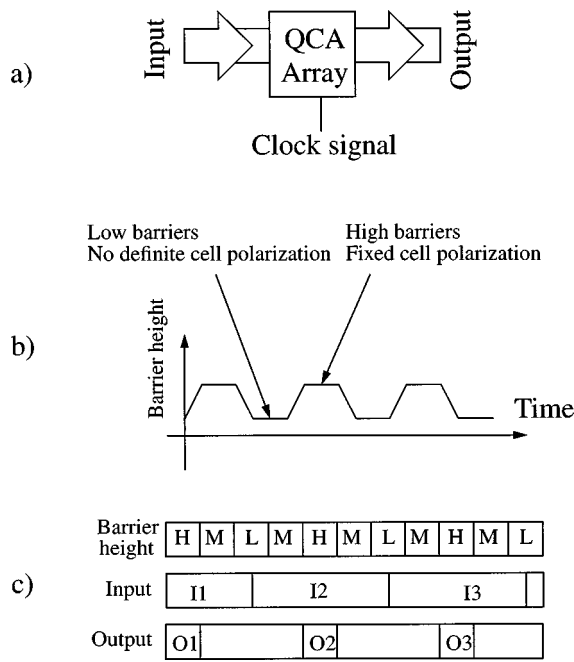 a)
Input
QCA
Array
Output
Clock signal
Low barriers
No definite cell polarization
High barriers
Fixed cell polarization
b)
Barrier height
Time
c)
Barrier
height
H M L M H M L M H M L
Input
I1 I2 I3
Output
O1 O2 O3